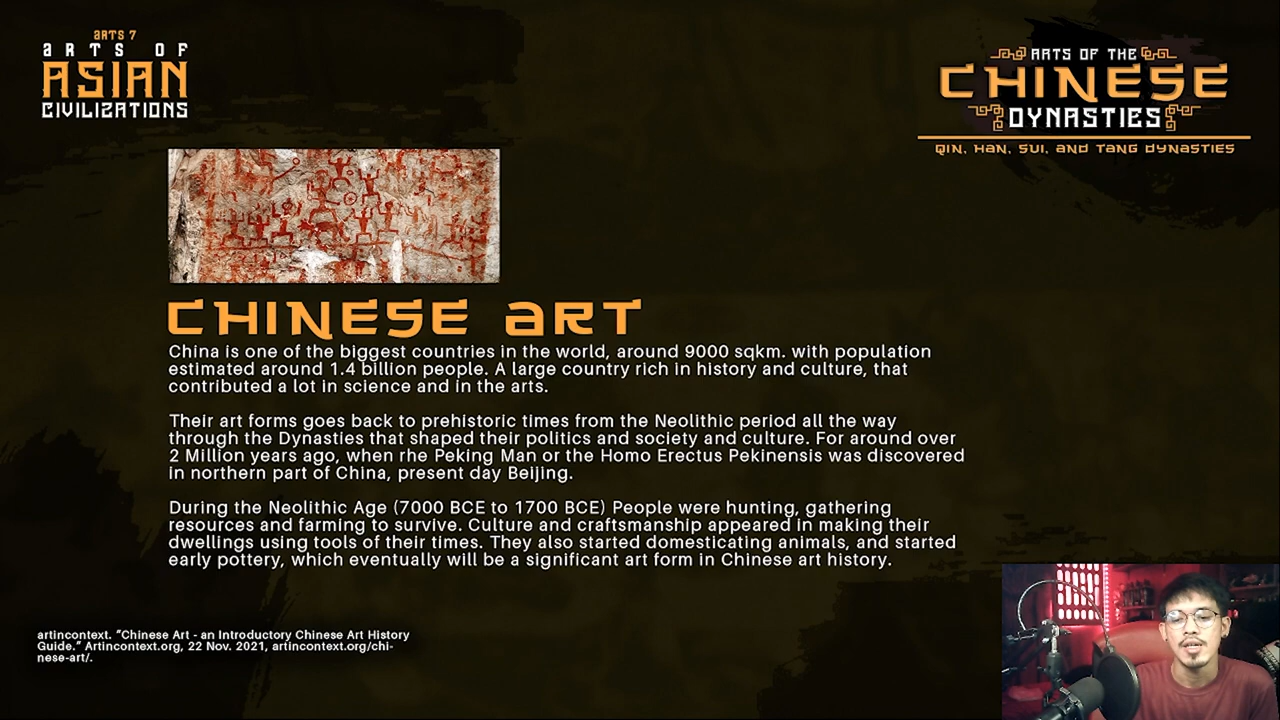 ARTS 7
ARTS OF
ASIAN
CIVILIZATIONS
ARTS OF THE
CHINESE
DYNASTIES
QIN, HAN, SUI, AND TANG DYNASTIES
CHINESE ART
China is one of the biggest countries in the world, around 9000 sqkm. with population
estimated around 1.4 billion people. A large country rich in history and culture, that
contributed a lot in science and in the arts.
Their art forms goes back to prehistoric times from the Neolithic period all the way
through the Dynasties that shaped their politics and society and culture. For around over
2 Million years ago, when rhe Peking Man or the Homo Erectus Pekinensis was discovered
in northern part of China, present day Beijing.
During the Neolithic Age (7000 BCE to 1700 BCE) People were hunting, gathering
resources and farming to survive. Culture and craftsmanship appeared in making their
dwellings using tools of their times. They also started domesticating animals, and started
early pottery, which eventually will be a significant art form in Chinese art history.
artincontext. “Chinese Art - an Introductory Chinese Art History
Guide.” Artincontext.org, 22 Nov. 2021, artincontext.org/chi-
nese-art/.